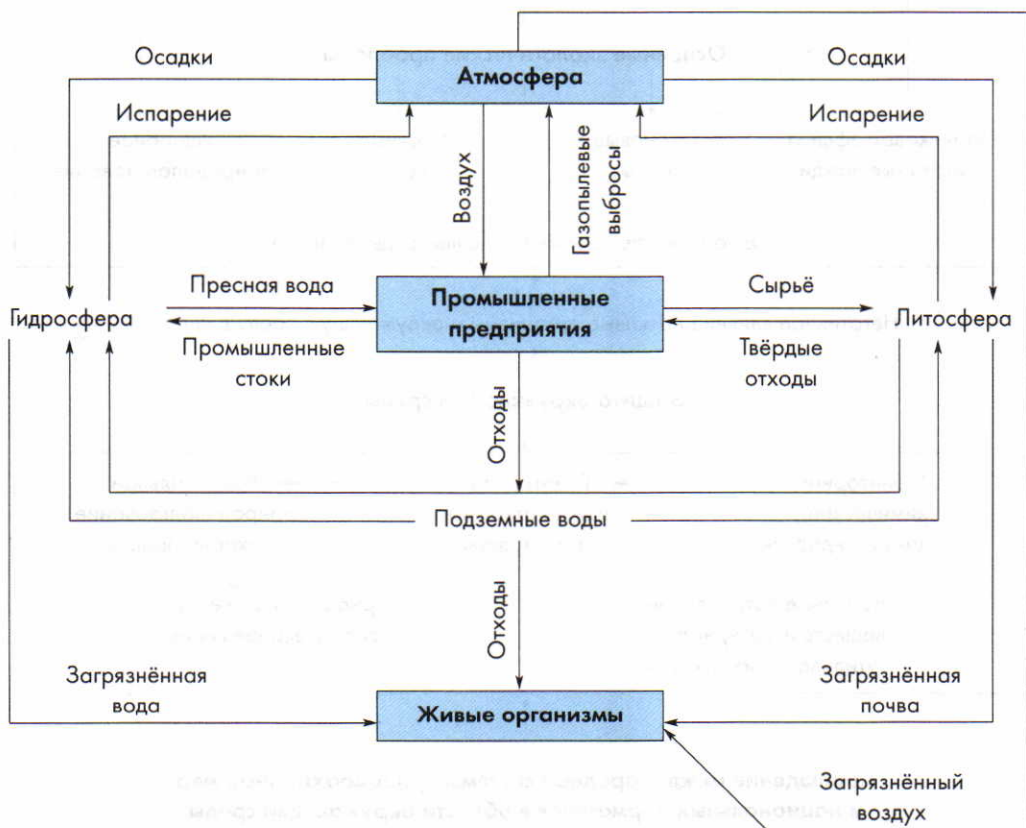 Осадки
Атмосфера
Осадки
Испарение
Испарение
Воздух
Газопылевые
выбросы
Пресная вода
Промышленные
предприятия
Сырьё
Гидросфера
Литосфера
Промышленные
стоки
Твёрдые
отходы
Отходы
Подземные воды
Отходы
Загрязнённая
вода
Живые организмы
Загрязнённая
почва
Загрязнённый
воздух